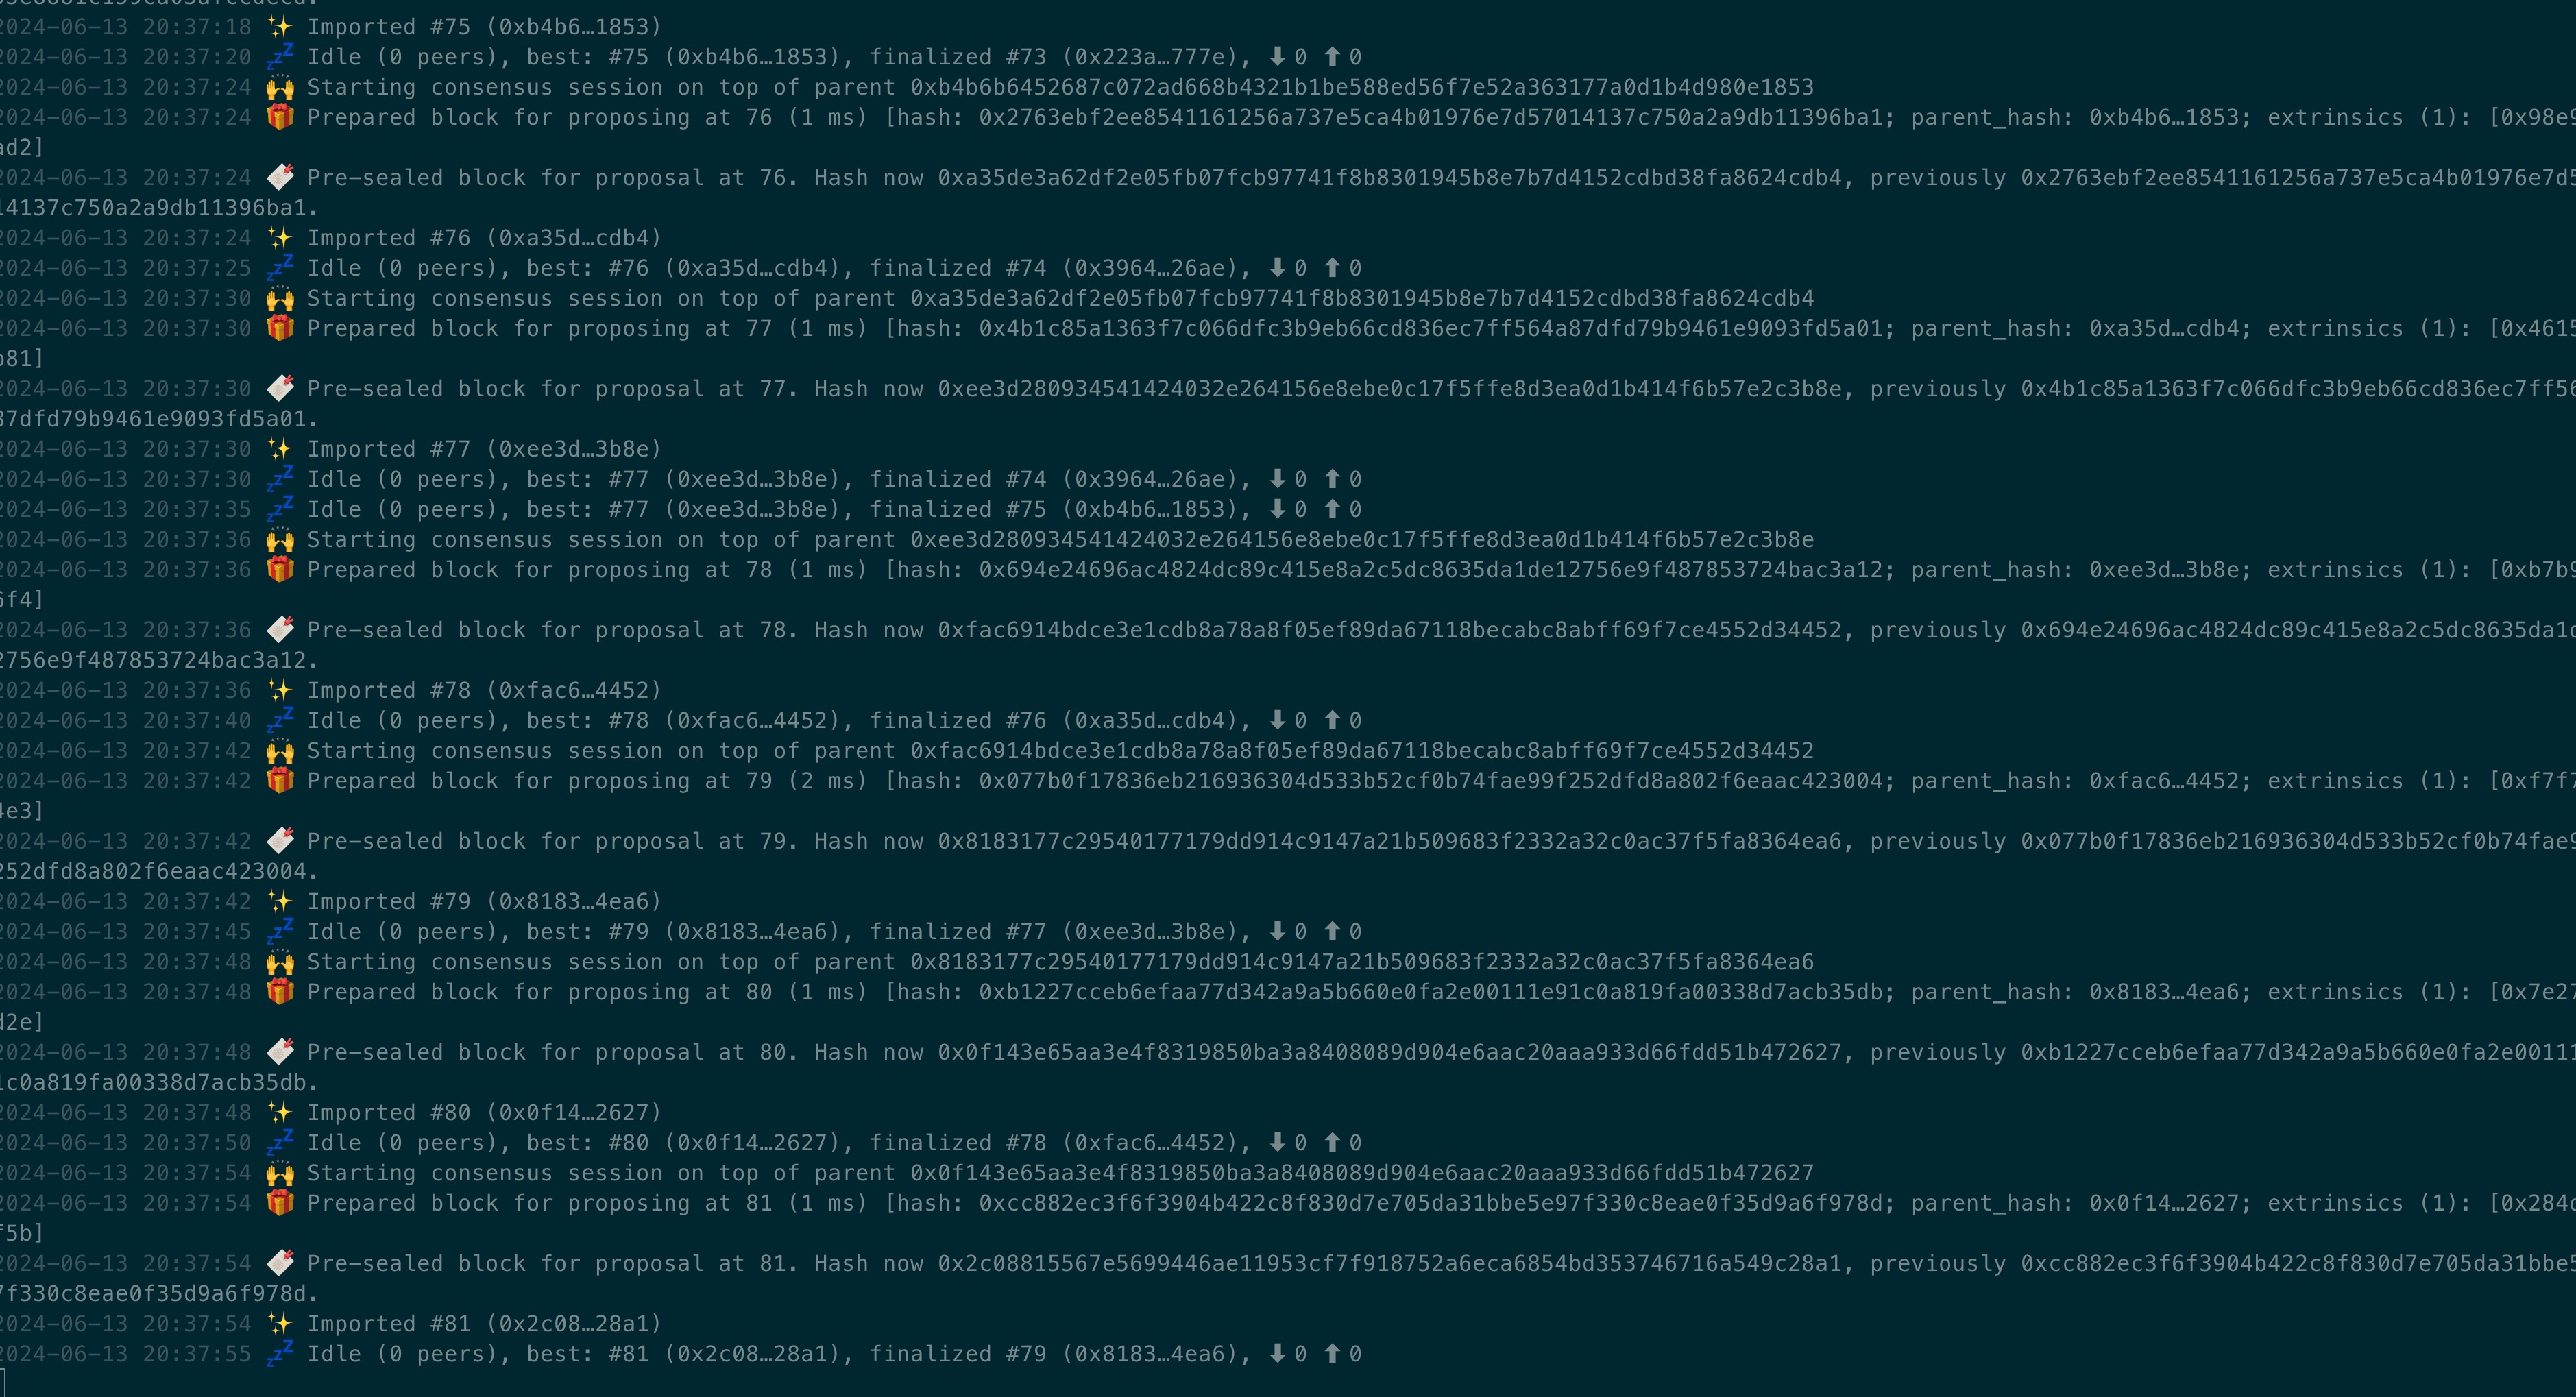 2024-06-13 20:37:18 ✨ Imported #75 (0xb4b6…1853)
2024-06-13 20:37:20 💤 Idle (0 peers), best: #75 (0xb4b6…1853), finalized #73 (0x223a…777e), ⬇ 0 ⬆ 0
2024-06-13 20:37:24 🙌 Starting consensus session on top of parent 0xb4b6b6452687c072ad668b4321b1be588ed56f7e52a363177a0d1b4d980e1853
2024-06-13 20:37:24 🎁 Prepared block for proposing at 76 (1 ms) [hash: 0x2763ebf2ee8541161256a737e5ca4b01976e7d57014137c750a2a9db11396ba1; parent_hash: 0xb4b6…1853; extrinsics (1): [0x98e9
ad2]
2024-06-13 20:37:24 🔖 Pre-sealed block for proposal at 76. Hash now 0xa35de3a62df2e05fb07fcb97741f8b8301945b8e7b7d4152cdbd38fa8624cdb4, previously 0x2763ebf2ee8541161256a737e5ca4b01976e7d5
14137c750a2a9db11396ba1.
2024-06-13 20:37:24 ✨ Imported #76 (0xa35d…cdb4)
2024-06-13 20:37:25 💤 Idle (0 peers), best: #76 (0xa35d…cdb4), finalized #74 (0x3964…26ae), ⬇ 0 ⬆ 0
2024-06-13 20:37:30 🙌 Starting consensus session on top of parent 0xa35de3a62df2e05fb07fcb97741f8b8301945b8e7b7d4152cdbd38fa8624cdb4
2024-06-13 20:37:30 🎁 Prepared block for proposing at 77 (1 ms) [hash: 0x4b1c85a1363f7c066dfc3b9eb66cd836ec7ff564a87dfd79b9461e9093fd5a01; parent_hash: 0xa35d…cdb4; extrinsics (1): [0x4615
b81]
2024-06-13 20:37:30 🔖 Pre-sealed block for proposal at 77. Hash now 0xee3d280934541424032e264156e8ebe0c17f5ffe8d3ea0d1b414f6b57e2c3b8e, previously 0x4b1c85a1363f7c066dfc3b9eb66cd836ec7ff56
87dfd79b9461e9093fd5a01.
2024-06-13 20:37:30 ✨ Imported #77 (0xee3d…3b8e)
2024-06-13 20:37:30 💤 Idle (0 peers), best: #77 (0xee3d…3b8e), finalized #74 (0x3964…26ae), ⬇ 0 ⬆ 0
2024-06-13 20:37:35 💤 Idle (0 peers), best: #77 (0xee3d…3b8e), finalized #75 (0xb4b6…1853), ⬇ 0 ⬆ 0
2024-06-13 20:37:36 🙌 Starting consensus session on top of parent 0xee3d280934541424032e264156e8ebe0c17f5ffe8d3ea0d1b414f6b57e2c3b8e
2024-06-13 20:37:36 🎁 Prepared block for proposing at 78 (1 ms) [hash: 0x694e24696ac4824dc89c415e8a2c5dc8635da1de12756e9f487853724bac3a12; parent_hash: 0xee3d…3b8e; extrinsics (1): [0xb7b9
6f4]
2024-06-13 20:37:36 🔖 Pre-sealed block for proposal at 78. Hash now 0xfac6914bdce3e1cdb8a78a8f05ef89da67118becabc8abff69f7ce4552d34452, previously 0x694e24696ac4824dc89c415e8a2c5dc8635da1d
2756e9f487853724bac3a12.
2024-06-13 20:37:36 ✨ Imported #78 (0xfac6…4452)
2024-06-13 20:37:40 💤 Idle (0 peers), best: #78 (0xfac6…4452), finalized #76 (0xa35d…cdb4), ⬇ 0 ⬆ 0
2024-06-13 20:37:42 🙌 Starting consensus session on top of parent 0xfac6914bdce3e1cdb8a78a8f05ef89da67118becabc8abff69f7ce4552d34452
2024-06-13 20:37:42 🎁 Prepared block for proposing at 79 (2 ms) [hash: 0x077b0f17836eb216936304d533b52cf0b74fae99f252dfd8a802f6eaac423004; parent_hash: 0xfac6…4452; extrinsics (1): [0xf7f7
4e3]
2024-06-13 20:37:42 🔖 Pre-sealed block for proposal at 79. Hash now 0x8183177c29540177179dd914c9147a21b509683f2332a32c0ac37f5fa8364ea6, previously 0x077b0f17836eb216936304d533b52cf0b74fae9
252dfd8a802f6eaac423004.
2024-06-13 20:37:42 ✨ Imported #79 (0x8183…4ea6)
2024-06-13 20:37:45 💤 Idle (0 peers), best: #79 (0x8183…4ea6), finalized #77 (0xee3d…3b8e), ⬇ 0 ⬆ 0
2024-06-13 20:37:48 🙌 Starting consensus session on top of parent 0x8183177c29540177179dd914c9147a21b509683f2332a32c0ac37f5fa8364ea6
2024-06-13 20:37:48 🎁 Prepared block for proposing at 80 (1 ms) [hash: 0xb1227cceb6efaa77d342a9a5b660e0fa2e00111e91c0a819fa00338d7acb35db; parent_hash: 0x8183…4ea6; extrinsics (1): [0x7e27
d2e]
2024-06-13 20:37:48 🔖 Pre-sealed block for proposal at 80. Hash now 0x0f143e65aa3e4f8319850ba3a8408089d904e6aac20aaa933d66fdd51b472627, previously 0xb1227cceb6efaa77d342a9a5b660e0fa2e00111
1c0a819fa00338d7acb35db.
2024-06-13 20:37:48 ✨ Imported #80 (0x0f14…2627)
2024-06-13 20:37:50 💤 Idle (0 peers), best: #80 (0x0f14…2627), finalized #78 (0xfac6…4452), ⬇ 0 ⬆ 0
2024-06-13 20:37:54 🙌 Starting consensus session on top of parent 0x0f143e65aa3e4f8319850ba3a8408089d904e6aac20aaa933d66fdd51b472627
2024-06-13 20:37:54 🎁 Prepared block for proposing at 81 (1 ms) [hash: 0xcc882ec3f6f3904b422c8f830d7e705da31bbe5e97f330c8eae0f35d9a6f978d; parent_hash: 0x0f14…2627; extrinsics (1): [0x284d
f5b]
2024-06-13 20:37:54 🔖 Pre-sealed block for proposal at 81. Hash now 0x2c08815567e5699446ae11953cf7f918752a6eca6854bd353746716a549c28a1, previously 0xcc882ec3f6f3904b422c8f830d7e705da31bbe5
7f330c8eae0f35d9a6f978d.
2024-06-13 20:37:54 ✨ Imported #81 (0x2c08…28a1)
2024-06-13 20:37:55 💤 Idle (0 peers), best: #81 (0x2c08…28a1), finalized #79 (0x8183…4ea6), ⬇ 0 ⬆ 0